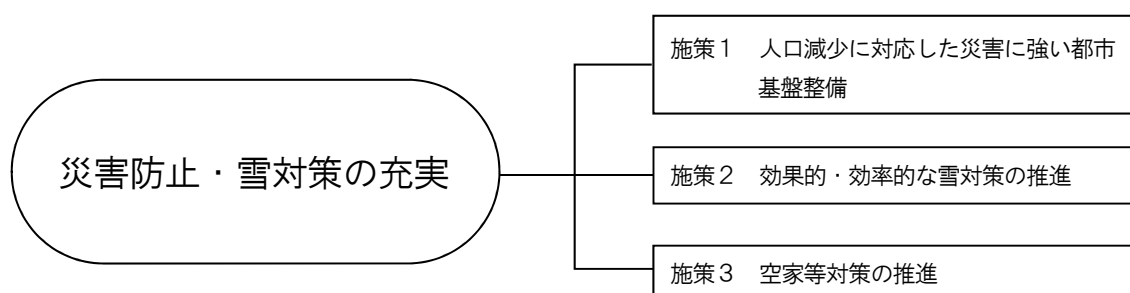 災害防止・雪対策の充実
施策１　人口減少に対応した災害に強い都市
基盤整備
施策２　効果的・効率的な雪対策の推進
施策３　空家等対策の推進